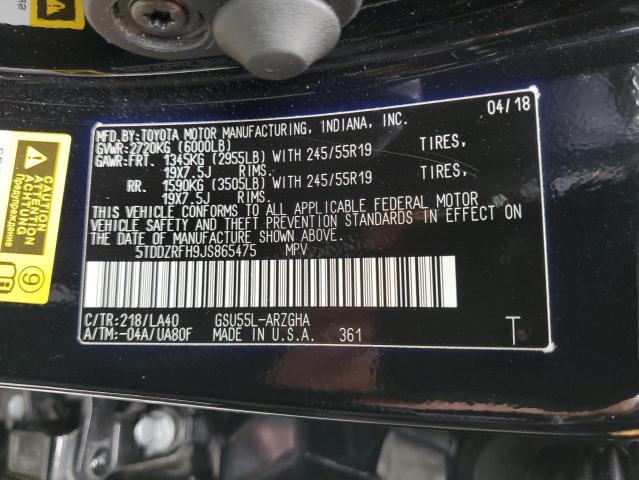 MFD.BY:TOYOTA MOTOR MANUFACTURING, INDIANA, INC. 04/18
GVWR:2720KG (6000LB)
GAWR:FRT. 1345KG (2955LB) WITH 245/55R19 TIRES,
19X7.5J RIMS.
RR. 1590KG (3505LB) WITH 245/55R19 TIRES,
19X7.5J RIMS.
THIS VEHICLE CONFORMS TO ALL APPLICABLE FEDERAL MOTOR
VEHICLE SAFETY AND THEFT PREVENTION STANDARDS IN EFFECT ON
THE DATE OF MANUFACTURE SHOWN ABOVE.
5TDDZRFH9JS865475 MPV
C/TR:218/LA40 GSU55L-ARZGHA
A/TM:-04A/UA80F MADE IN U.S.A. 361 T
CAUTION
ACHTUNG
Предупреждение
9